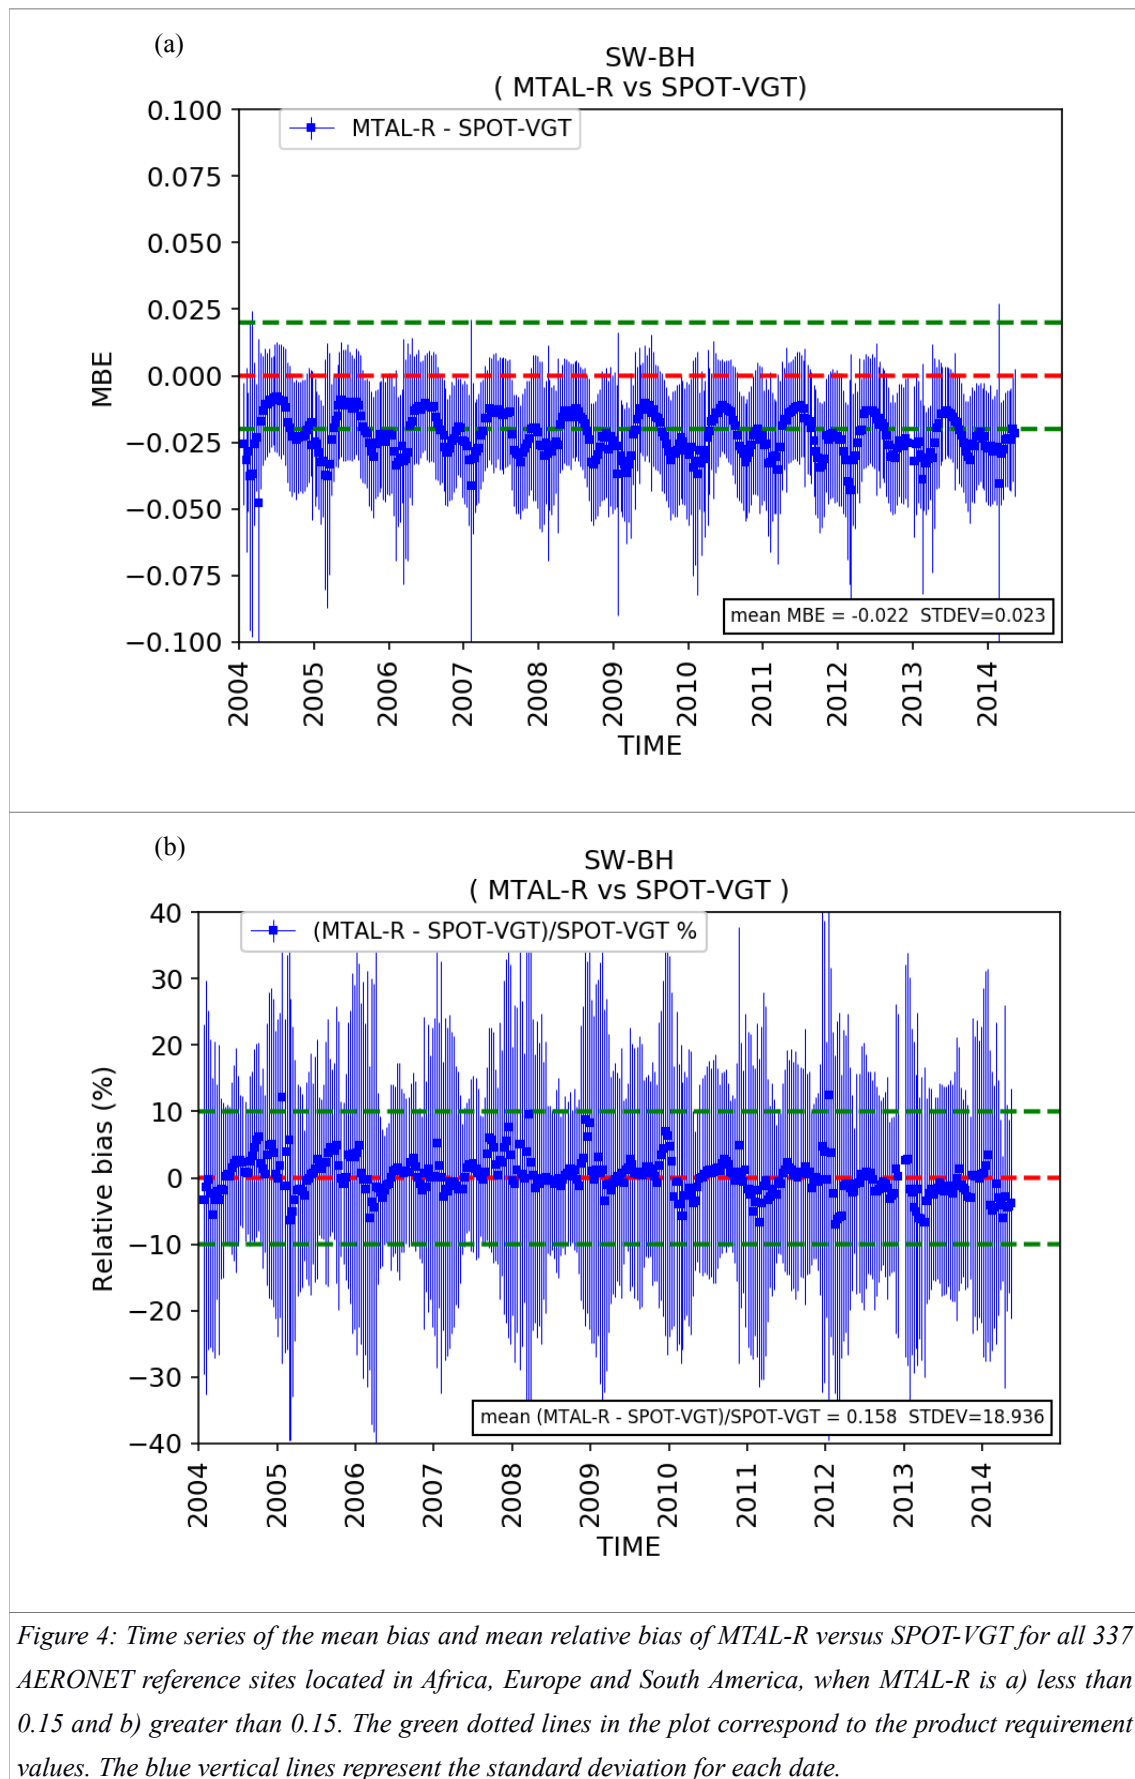 (a)
SW-BH
( MTAL-R vs SPOT-VGT)
MTAL-R - SPOT-VGT
0.100
0.075
0.050
0.025
0.000
−0.025
−0.050
−0.075
−0.100
MBE
mean MBE = -0.022 STDEV=0.023
2004
2005
2006
2007
2008
2009
2010
2011
2012
2013
2014
TIME
(b)
SW-BH
( MTAL-R vs SPOT-VGT )
(MTAL-R - SPOT-VGT)/SPOT-VGT %
40
30
20
10
0
−10
−20
−30
−40
Relative bias (%)
mean (MTAL-R - SPOT-VGT)/SPOT-VGT = 0.158 STDEV=18.936
2004
2005
2006
2007
2008
2009
2010
2011
2012
2013
2014
TIME
Figure 4: Time series of the mean bias and mean relative bias of MTAL-R versus SPOT-VGT for all 337
AERONET reference sites located in Africa, Europe and South America, when MTAL-R is a) less than
0.15 and b) greater than 0.15. The green dotted lines in the plot correspond to the product requirement
values. The blue vertical lines represent the standard deviation for each date.